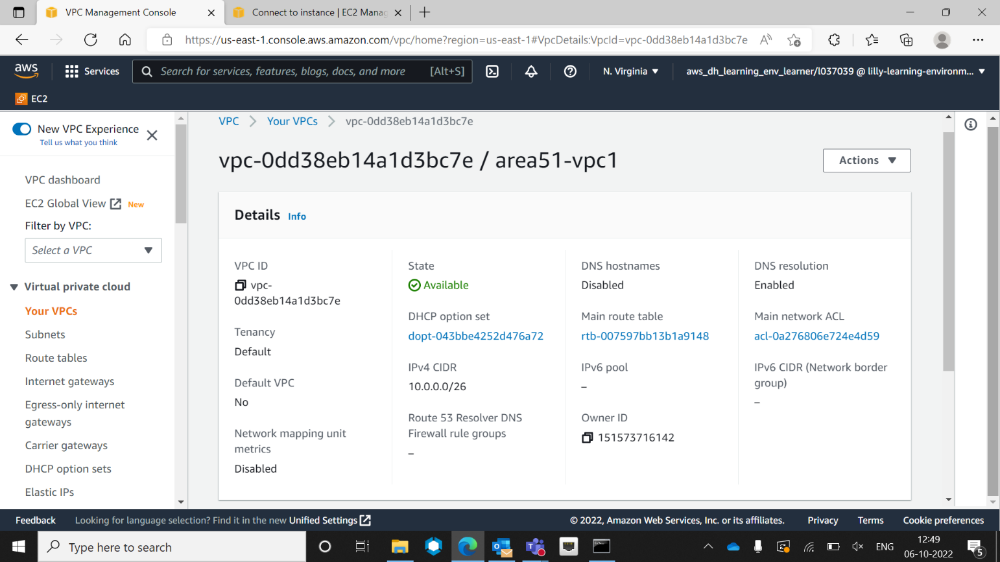 VPC Management Console
Connect to instance | EC2 Manag
https://us-east-1.console.aws.amazon.com/vpc/home?region=us-east-1#VpcDetails:VpcId=vpc-0dd38eb14a1d3bc7e
aws
Services
Search for services, features, blogs, docs, and more [Alt+S]
N. Virginia
aws_dh_learning_env_learner/l037039 @ lilly-learning-environm...
EC2
New VPC Experience
Tell us what you think
VPC dashboard
EC2 Global View New
Filter by VPC:
Select a VPC
Virtual private cloud
Your VPCs
Subnets
Route tables
Internet gateways
Egress-only internet
gateways
Carrier gateways
DHCP option sets
Elastic IPs
VPC
Your VPCs
vpc-0dd38eb14a1d3bc7e
vpc-0dd38eb14a1d3bc7e / area51-vpc1
Actions
Details Info
VPC ID
vpc-
0dd38eb14a1d3bc7e
Tenancy
Default
Default VPC
No
Network mapping unit
metrics
Disabled
State
Available
DHCP option set
dopt-043bbe4252d476a72
IPv4 CIDR
10.0.0.0/26
Route 53 Resolver DNS
Firewall rule groups
–
DNS hostnames
Disabled
Main route table
rtb-007597bb13b1a9148
IPv6 pool
–
Owner ID
151573716142
DNS resolution
Enabled
Main network ACL
acl-0a276806e724e4d59
IPv6 CIDR (Network border
group)
–
Feedback
Looking for language selection? Find it in the new Unified Settings
© 2022, Amazon Web Services, Inc. or its affiliates.
Privacy
Terms
Cookie preferences
Type here to search
ENG
12:49
06-10-2022
5